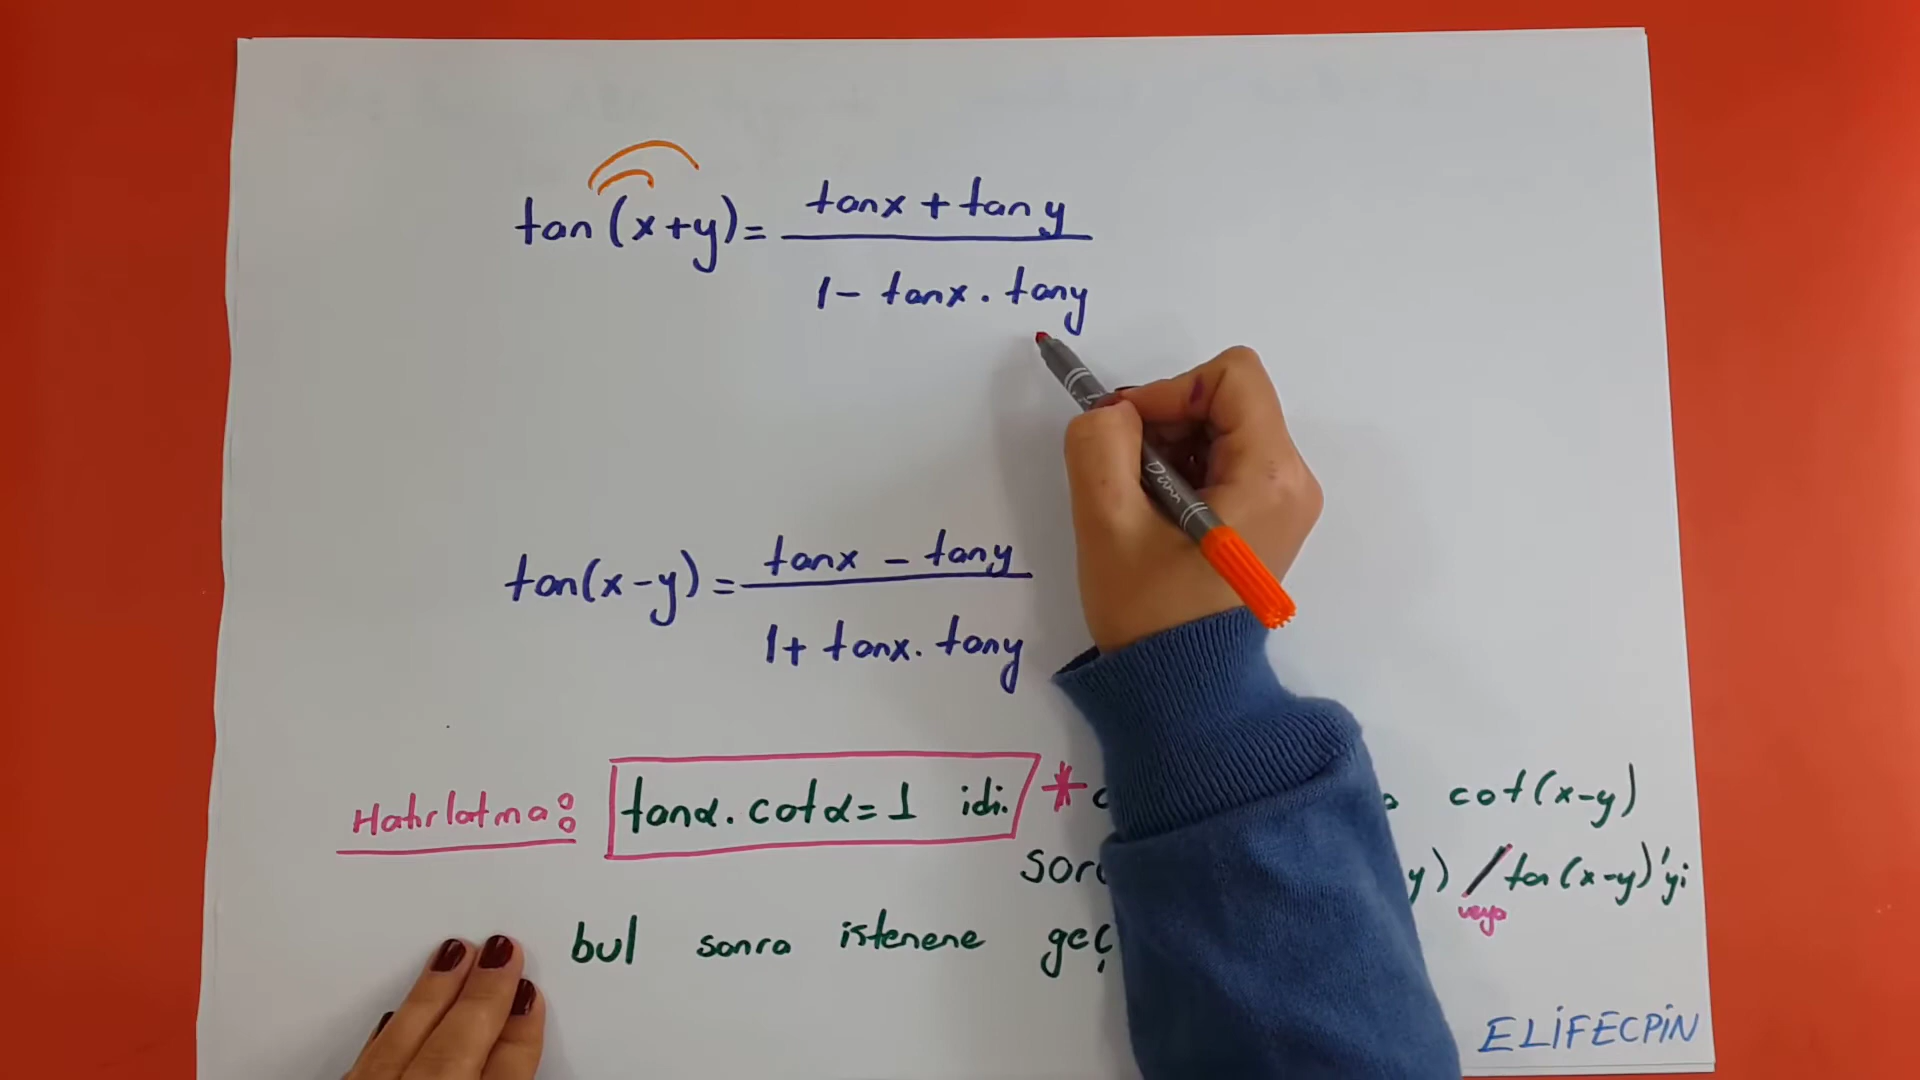 tan (x+y) = tanx + tan y
1 - tanx . tany
tan(x-y) = tanx - tany
1 + tanx . tany
Hatırlatma: tanα . cotα = 1 idi. * cot(x-y)
y) / tan(x-y)'yi
veya
bul sonra istenene
ELİFECPİN